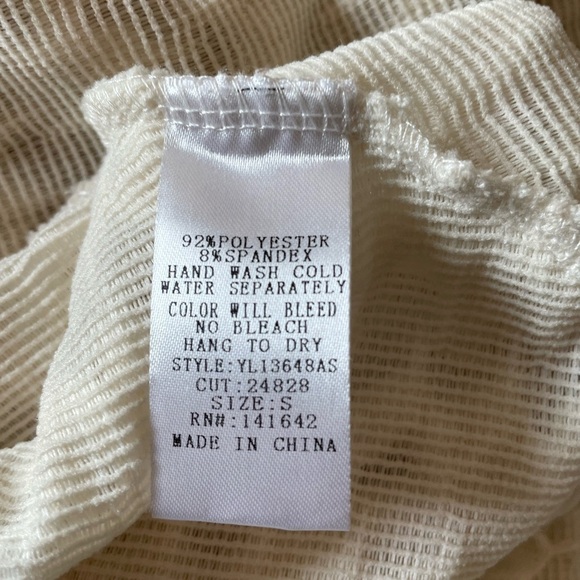 92%POLYESTER
8%SPANDEX
HAND WASH COLD
WATER SEPARATELY
COLOR WILL BLEED
NO BLEACH
HANG TO DRY
STYLE:YL13648AS
CUT:24828
SIZE:S
RN#:141642
MADE IN CHINA